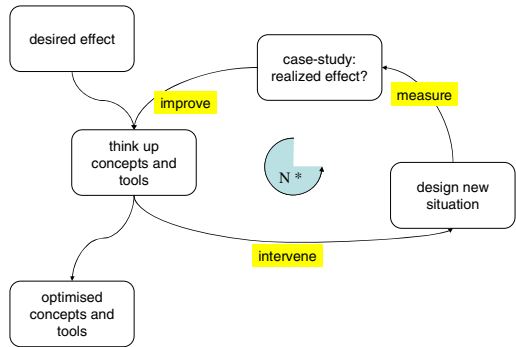 desired effect
case-study:
realized effect?
improve
measure
think up
concepts and
tools
N *
design new
situation
intervene
optimised
concepts and
tools